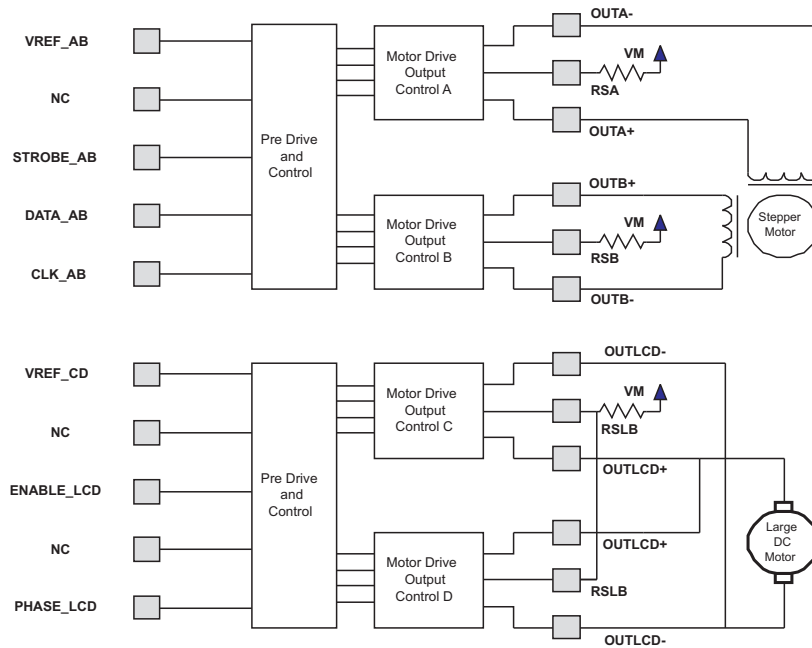 VREF_AB
NC
STROBE_AB
DATA_AB
CLK_AB
Pre Drive
and
Control
Motor Drive
Output
Control A
Motor Drive
Output
Control B
OUTA-
VM
RSA
OUTA+
OUTB+
VM
RSB
OUTB-
Stepper
Motor
VREF_CD
NC
ENABLE_LCD
NC
PHASE_LCD
Pre Drive
and
Control
Motor Drive
Output
Control C
Motor Drive
Output
Control D
OUTLCD-
VM
RSLB
OUTLCD+
OUTLCD+
RSLB
OUTLCD-
Large
DC
Motor